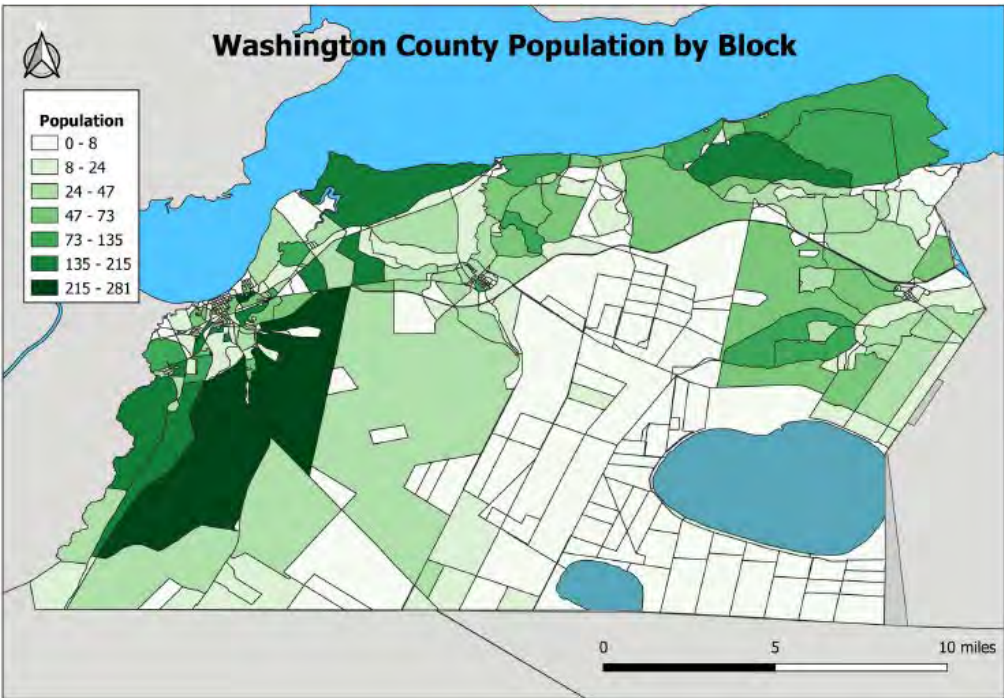 Washington County Population by Block
N
Population
0 - 8
8 - 24
24 - 47
47 - 73
73 - 135
135 - 215
215 - 281
0 5 10 miles